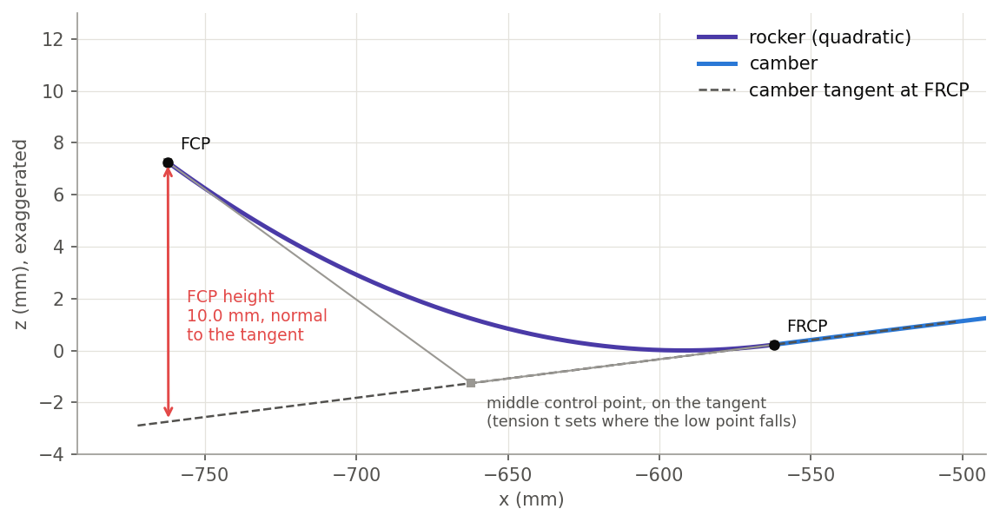 rocker (quadratic)
camber
camber tangent at FRCP
12
10
8
6
4
2
0
−2
−4
z (mm), exaggerated
FCP
FCP height
10.0 mm, normal
to the tangent
FRCP
middle control point, on the tangent
(tension t sets where the low point falls)
−750
−700
−650
−600
−550
−500
x (mm)